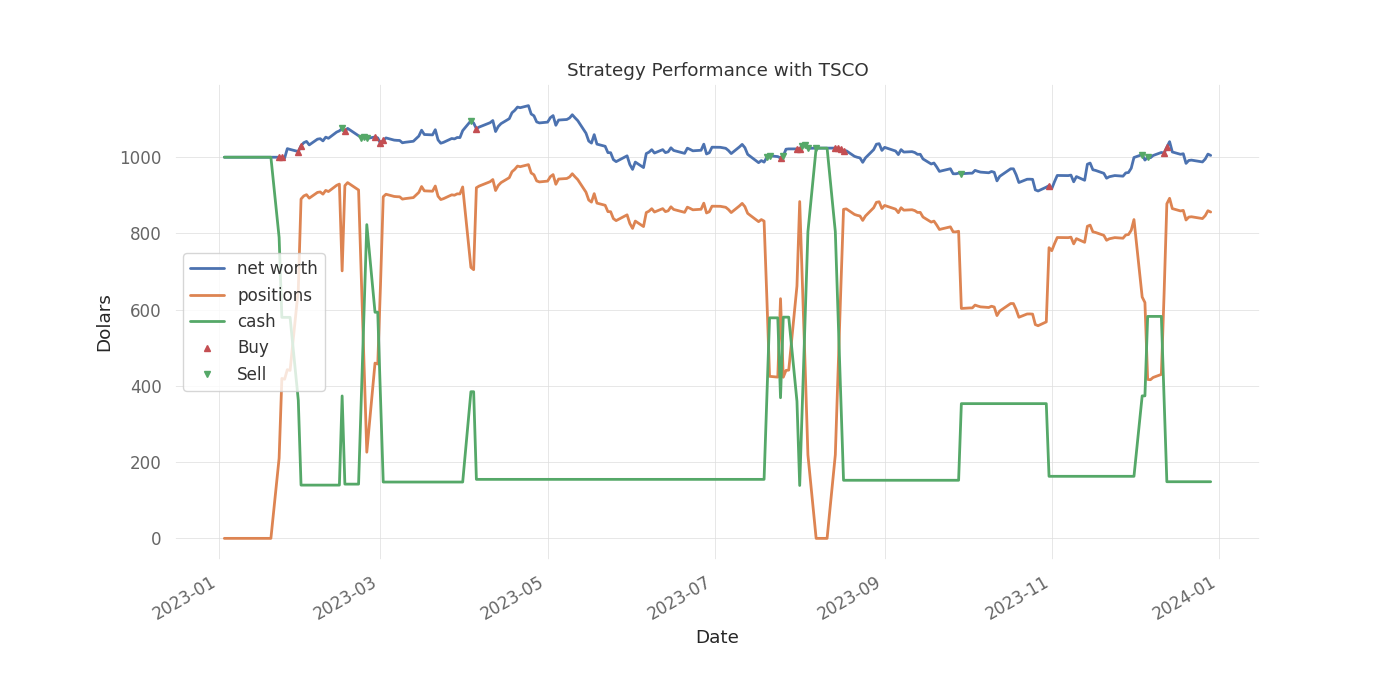 Strategy Performance with TSCO
Dolars
1000
800
600
400
200
0
net worth
positions
cash
Buy
Sell
2023-01
2023-03
2023-05
2023-07
2023-09
2023-11
2024-01
Date